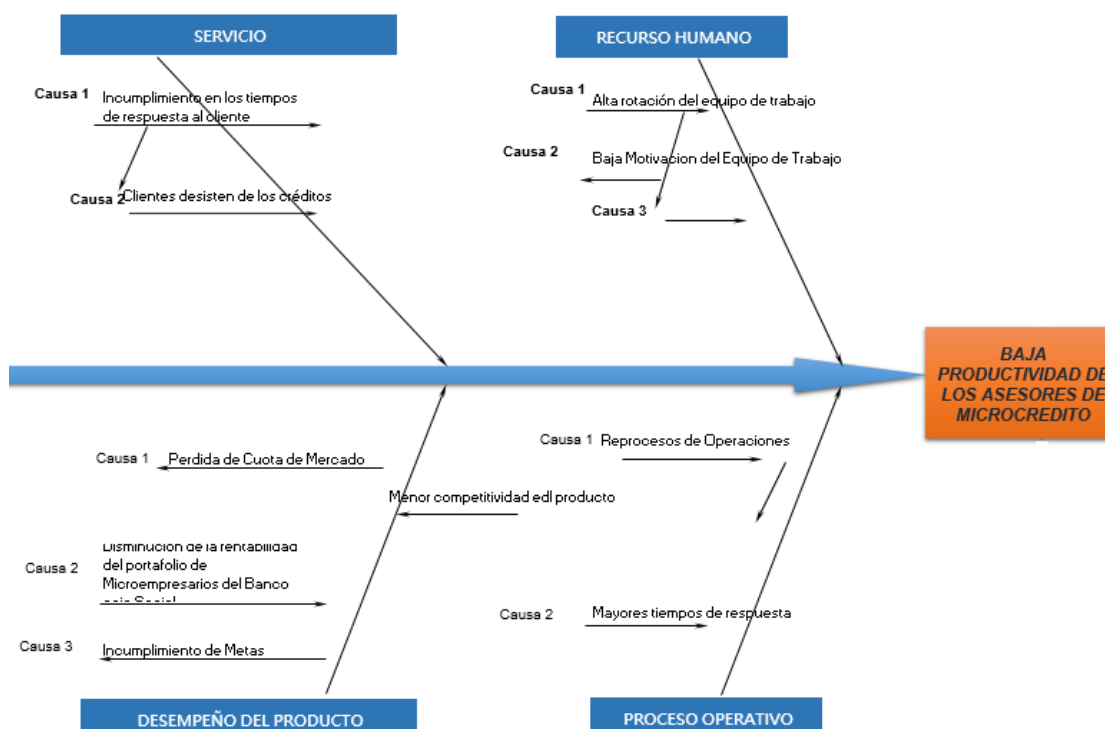 SERVICIO
RECURSO HUMANO
Causa 1
Incumplimiento en los tiempos
de respuesta al cliente
Causa 2
Clientes desisten de los créditos
Causa 1
Alta rotación del equipo de trabajo
Causa 2
Baja Motivacion del Equipo de Trabajo
Causa 3
BAJA
PRODUCTIVIDAD DE
LOS ASESORES DE
MICROCREDITO
Causa 1
Perdida de Cuota de Mercado
Menor competitividad edl producto
Causa 2
Disminución de la rentabilidad
del portafolio de
Microempresarios del Banco
Causa 3
Incumplimiento de Metas
Causa 1
Reprocesos de Operaciones
Causa 2
Mayores tiempos de respuesta
DESEMPEÑO DEL PRODUCTO
PROCESO OPERATIVO